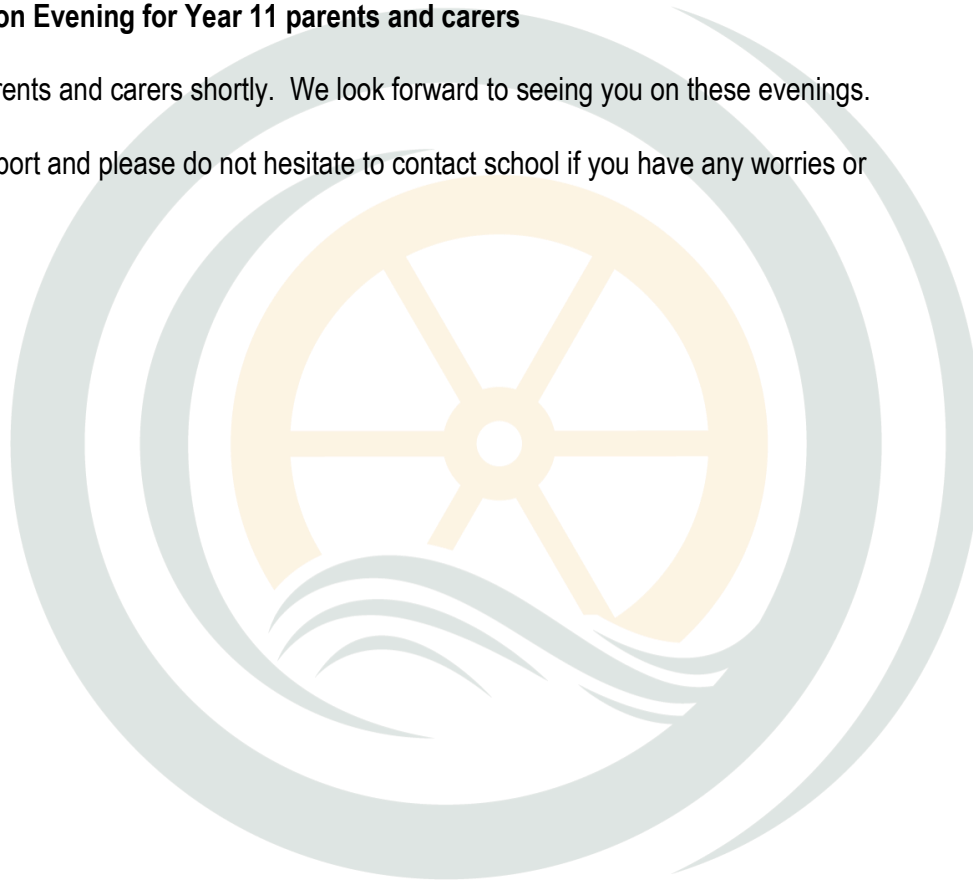 on Evening for Year 11 parents and carers
rents and carers shortly.  We look forward to seeing you on these evenings.
port and please do not hesitate to contact school if you have any worries or